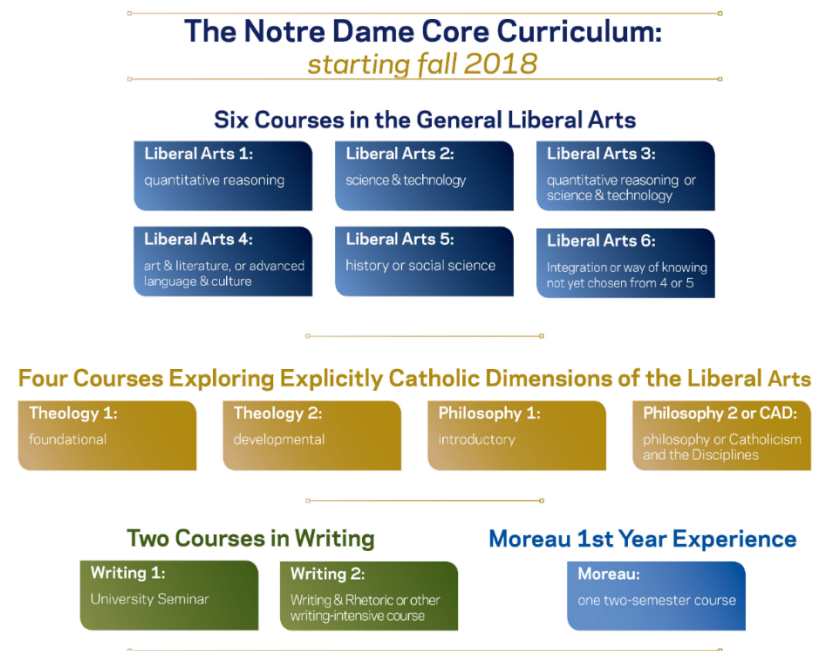 The Notre Dame Core Curriculum:
starting fall 2018
Six Courses in the General Liberal Arts
Liberal Arts 1:
quantitative reasoning
Liberal Arts 2:
science & technology
Liberal Arts 3:
quantitative reasoning or
science & technology
Liberal Arts 4:
art & literature, or advanced
language & culture
Liberal Arts 5:
history or social science
Liberal Arts 6:
Integration or way of knowing
not yet chosen from 4 or 5
Four Courses Exploring Explicitly Catholic Dimensions of the Liberal Arts
Theology 1:
foundational
Theology 2:
developmental
Philosophy 1:
introductory
Philosophy 2 or CAD:
philosophy or Catholicism
and the Disciplines
Two Courses in Writing
Writing 1:
University Seminar
Writing 2:
Writing & Rhetoric or other
writing-intensive course
Moreau 1st Year Experience
Moreau:
one two-semester course